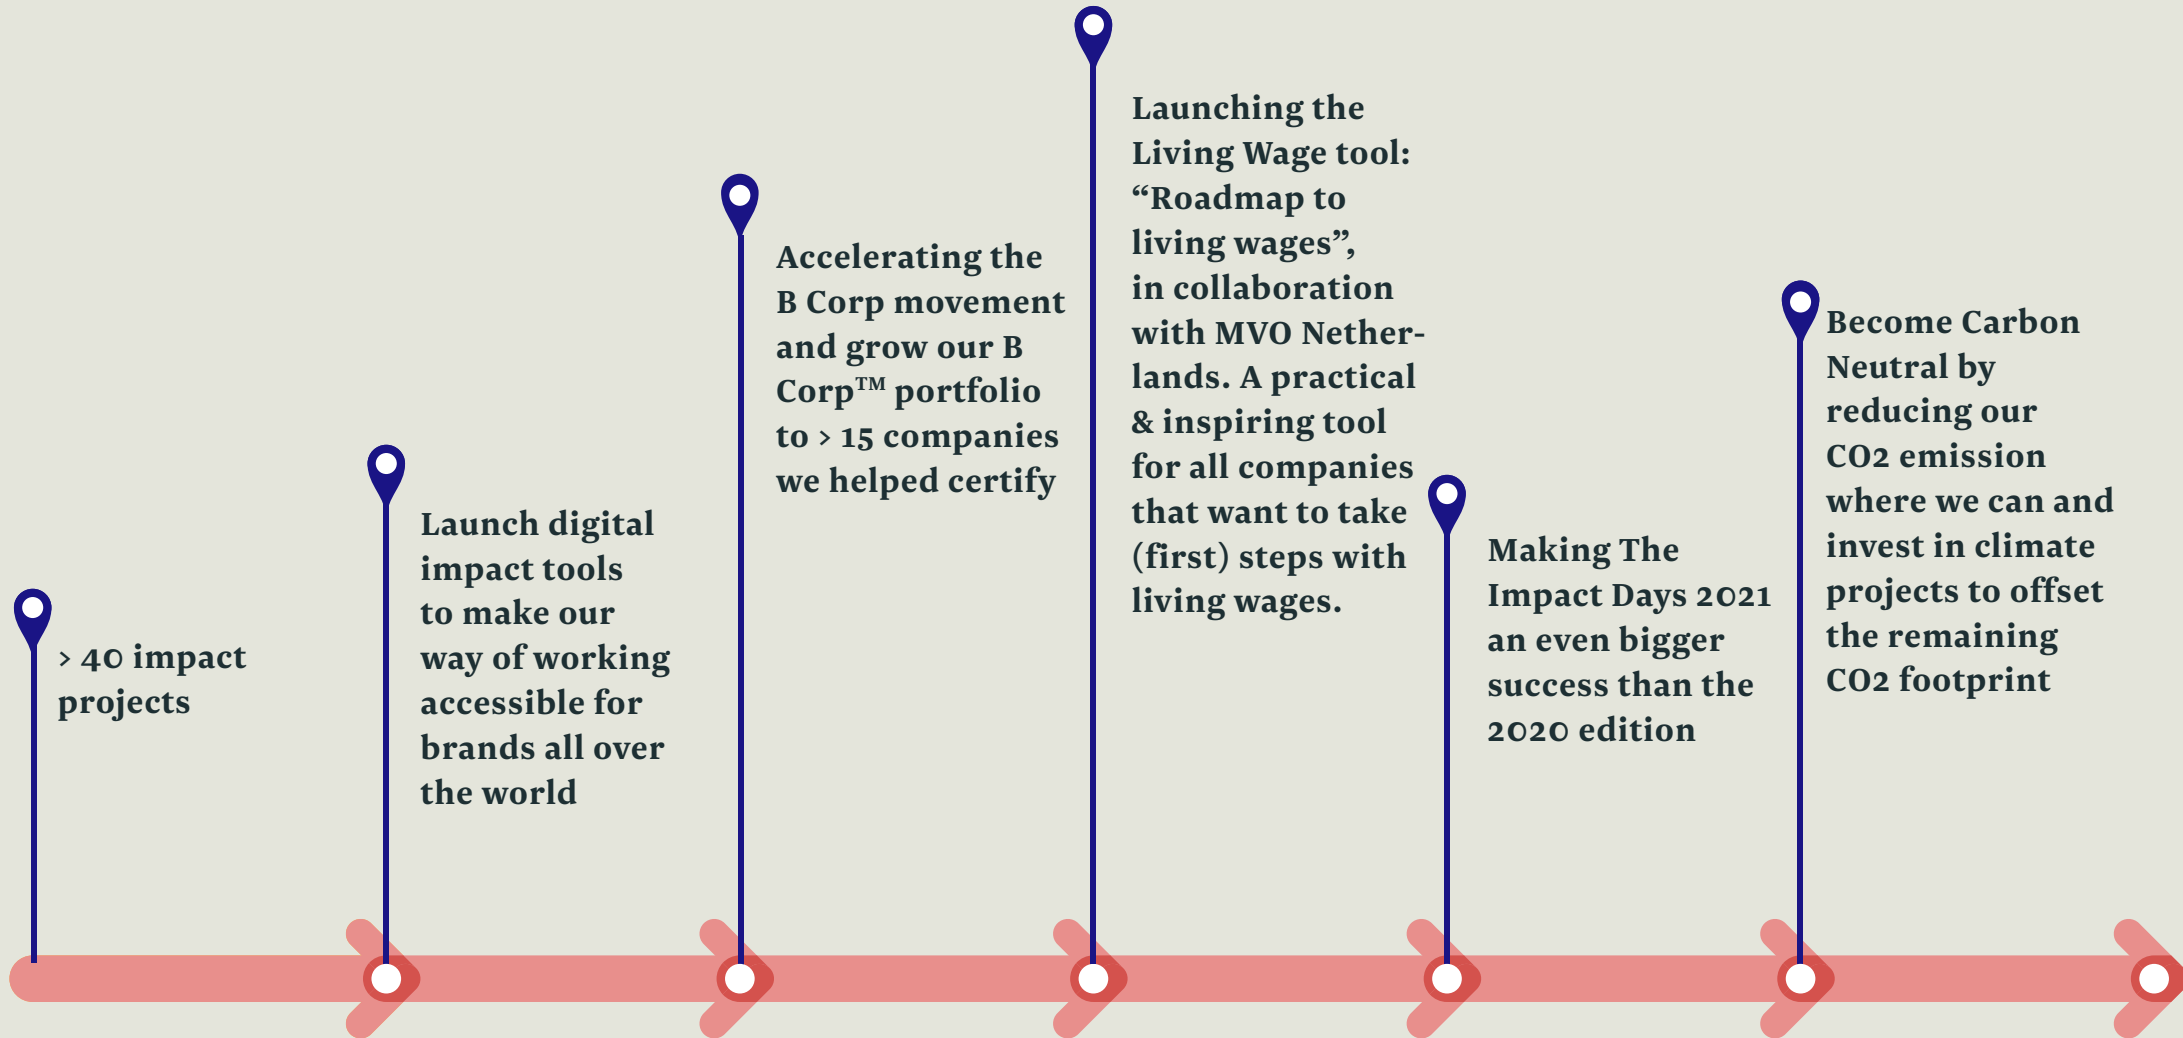 > 40 impact
projects
Launch digital
impact tools
to make our
way of working
accessible for
brands all over
the world
Accelerating the
B Corp movement
and grow our B
Corp™ portfolio
to > 15 companies
we helped certify
Launching the
Living Wage tool:
“Roadmap to
living wages”,
in collaboration
with MVO Nether-
lands. A practical
& inspiring tool
for all companies
that want to take
(first) steps with
living wages.
Making The
Impact Days 2021
an even bigger
success than the
2020 edition
Become Carbon
Neutral by
reducing our
CO2 emission
where we can and
invest in climate
projects to offset
the remaining
CO2 footprint